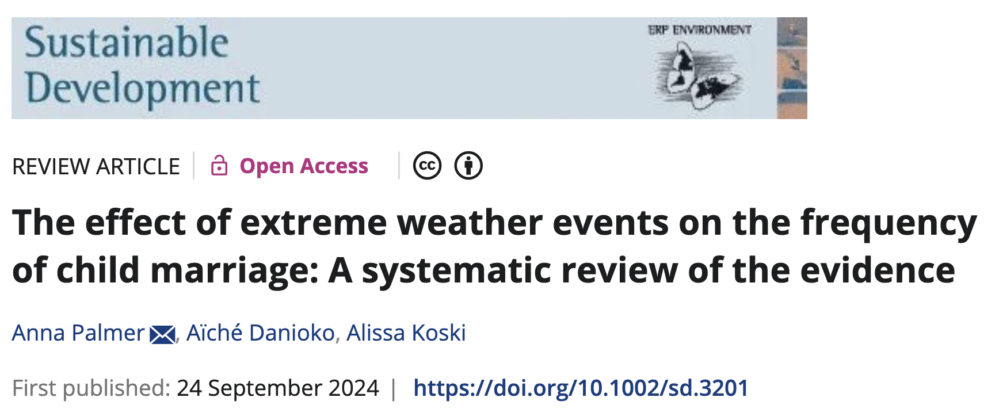 Sustainable
Development
ERP ENVIRONMENT
REVIEW ARTICLE
Open Access
cc
The effect of extreme weather events on the frequency
of child marriage: A systematic review of the evidence
Anna Palmer, Aïché Danioko, Alissa Koski
First published: 24 September 2024 | https://doi.org/10.1002/sd.3201